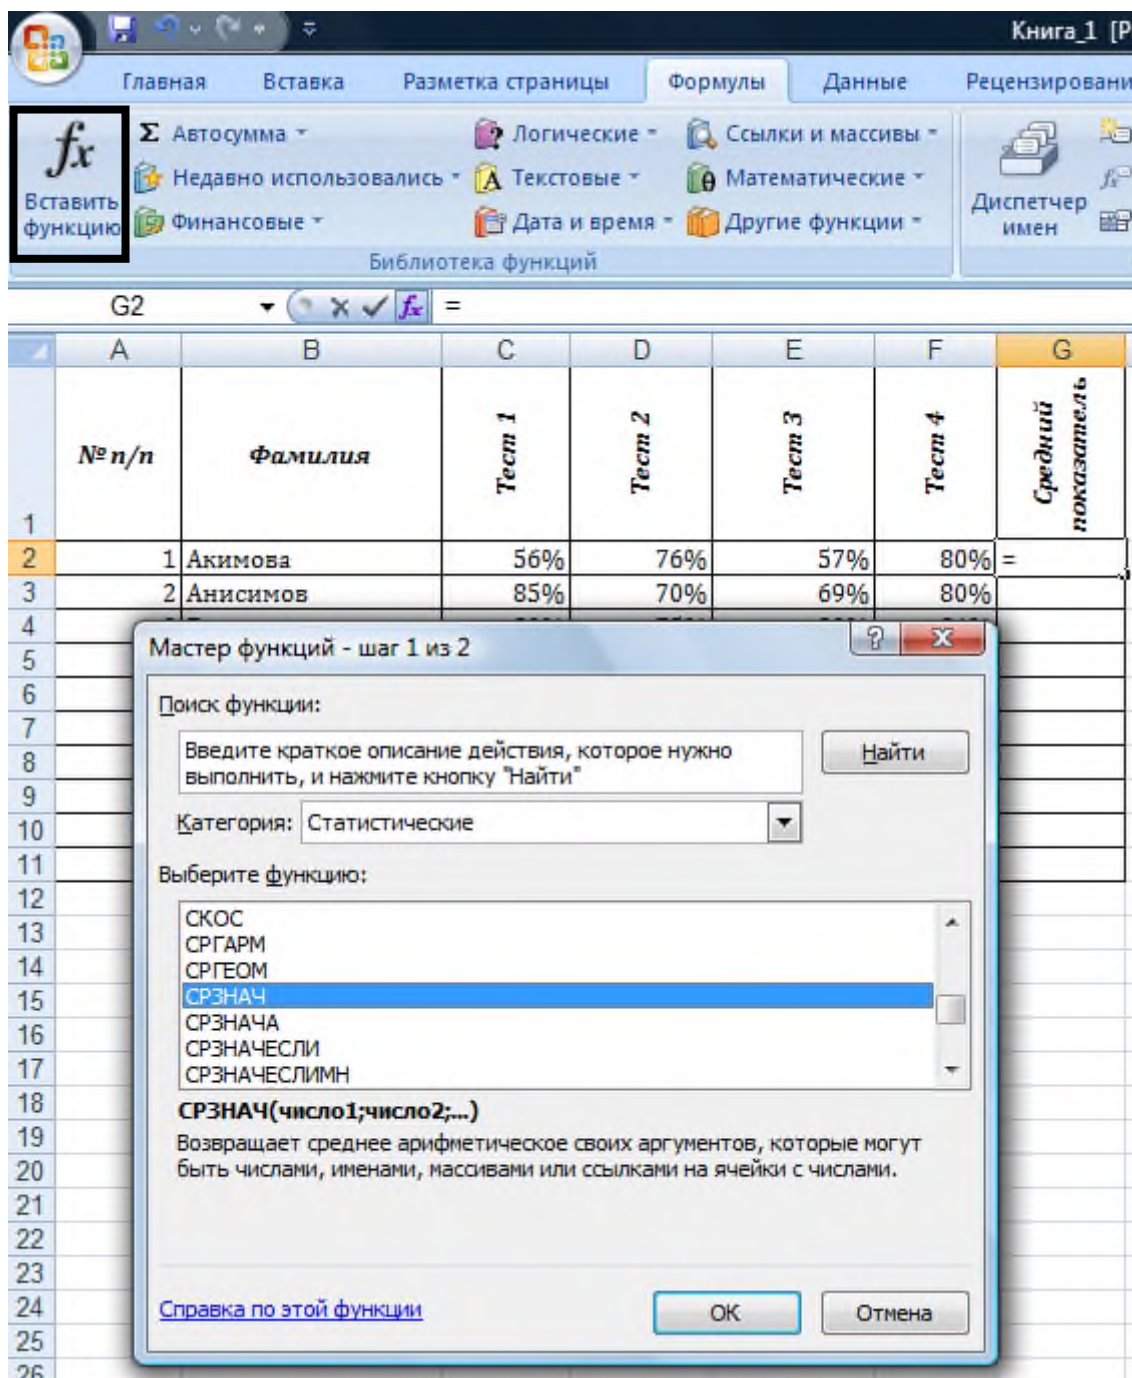 Книга_1 [P
Главная Вставка Разметка страницы Формулы Данные Рецензировани
fx Σ Автосумма Логические Ссылки и массивы
Вставить функцию Недавно использовались Текстовые Математические Диспетчер имен
Финансовые Дата и время Другие функции
Библиотека функций
G2 fx =
A B C D E F G
1 № п/п Фамилия Тест 1 Тест 2 Тест 3 Тест 4 Средний показатель
2 1 Акимова 56% 76% 57% 80% =
3 2 Анисимов 85% 70% 69% 80%
4
Мастер функций - шаг 1 из 2
5
6
Поиск функции:
7
Введите краткое описание действия, которое нужно
Найти
8
выполнить, и нажмите кнопку "Найти"
9
10
Категория: Статистические
11
Выберите функцию:
12
СКОС
13
СРГАРМ
14
СРГЕОМ
15
СРЗНАЧ
16
СРЗНАЧА
СРЗНАЧЕСЛИ
17
СРЗНАЧЕСЛИМН
18
СРЗНАЧ(число1;число2;...)
19
Возвращает среднее арифметическое своих аргументов, которые могут
20
быть числами, именами, массивами или ссылками на ячейки с числами.
21
22
23
24
Справка по этой функции ОК Отмена
25
26